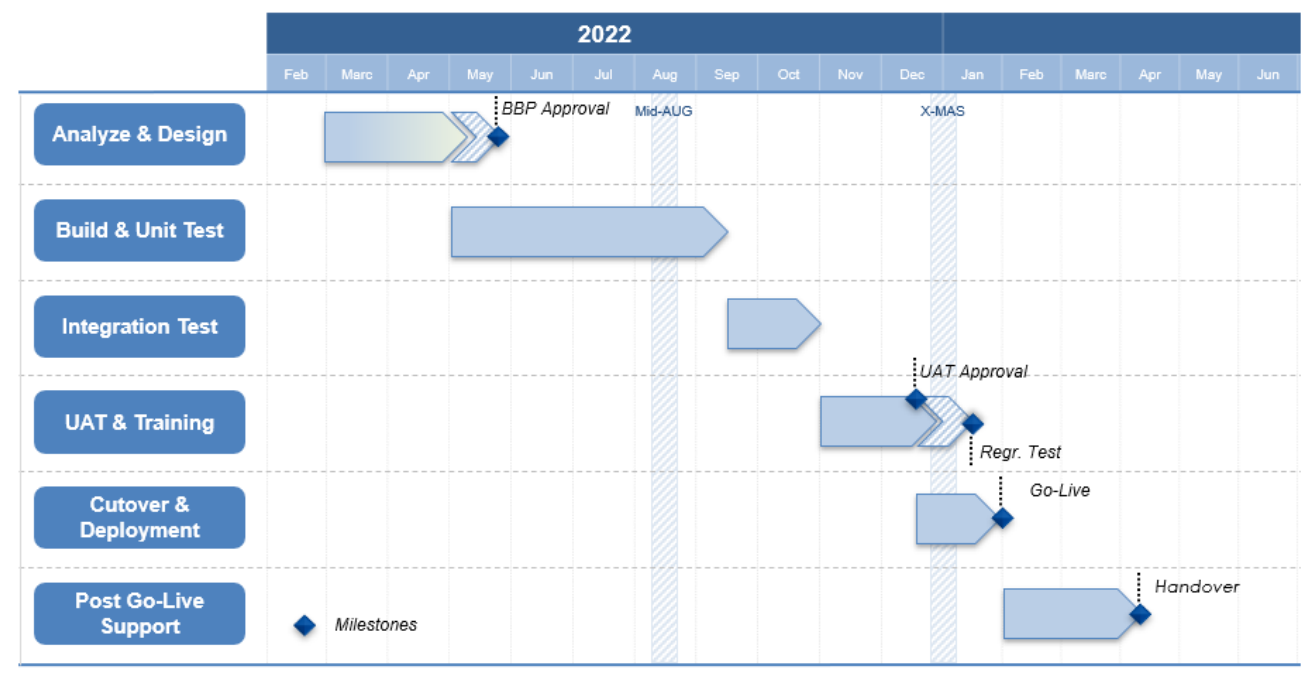 2022
Feb Marc Apr May Jun Jul Aug Sep Oct Nov Dec Jan Feb Marc Apr May Jun
Analyze & Design
BBP Approval
Mid-AUG
X-MAS
Build & Unit Test
Integration Test
UAT Approval
UAT & Training
Regr. Test
Cutover &
Deployment
Go-Live
Post Go-Live
Support
Milestones
Handover